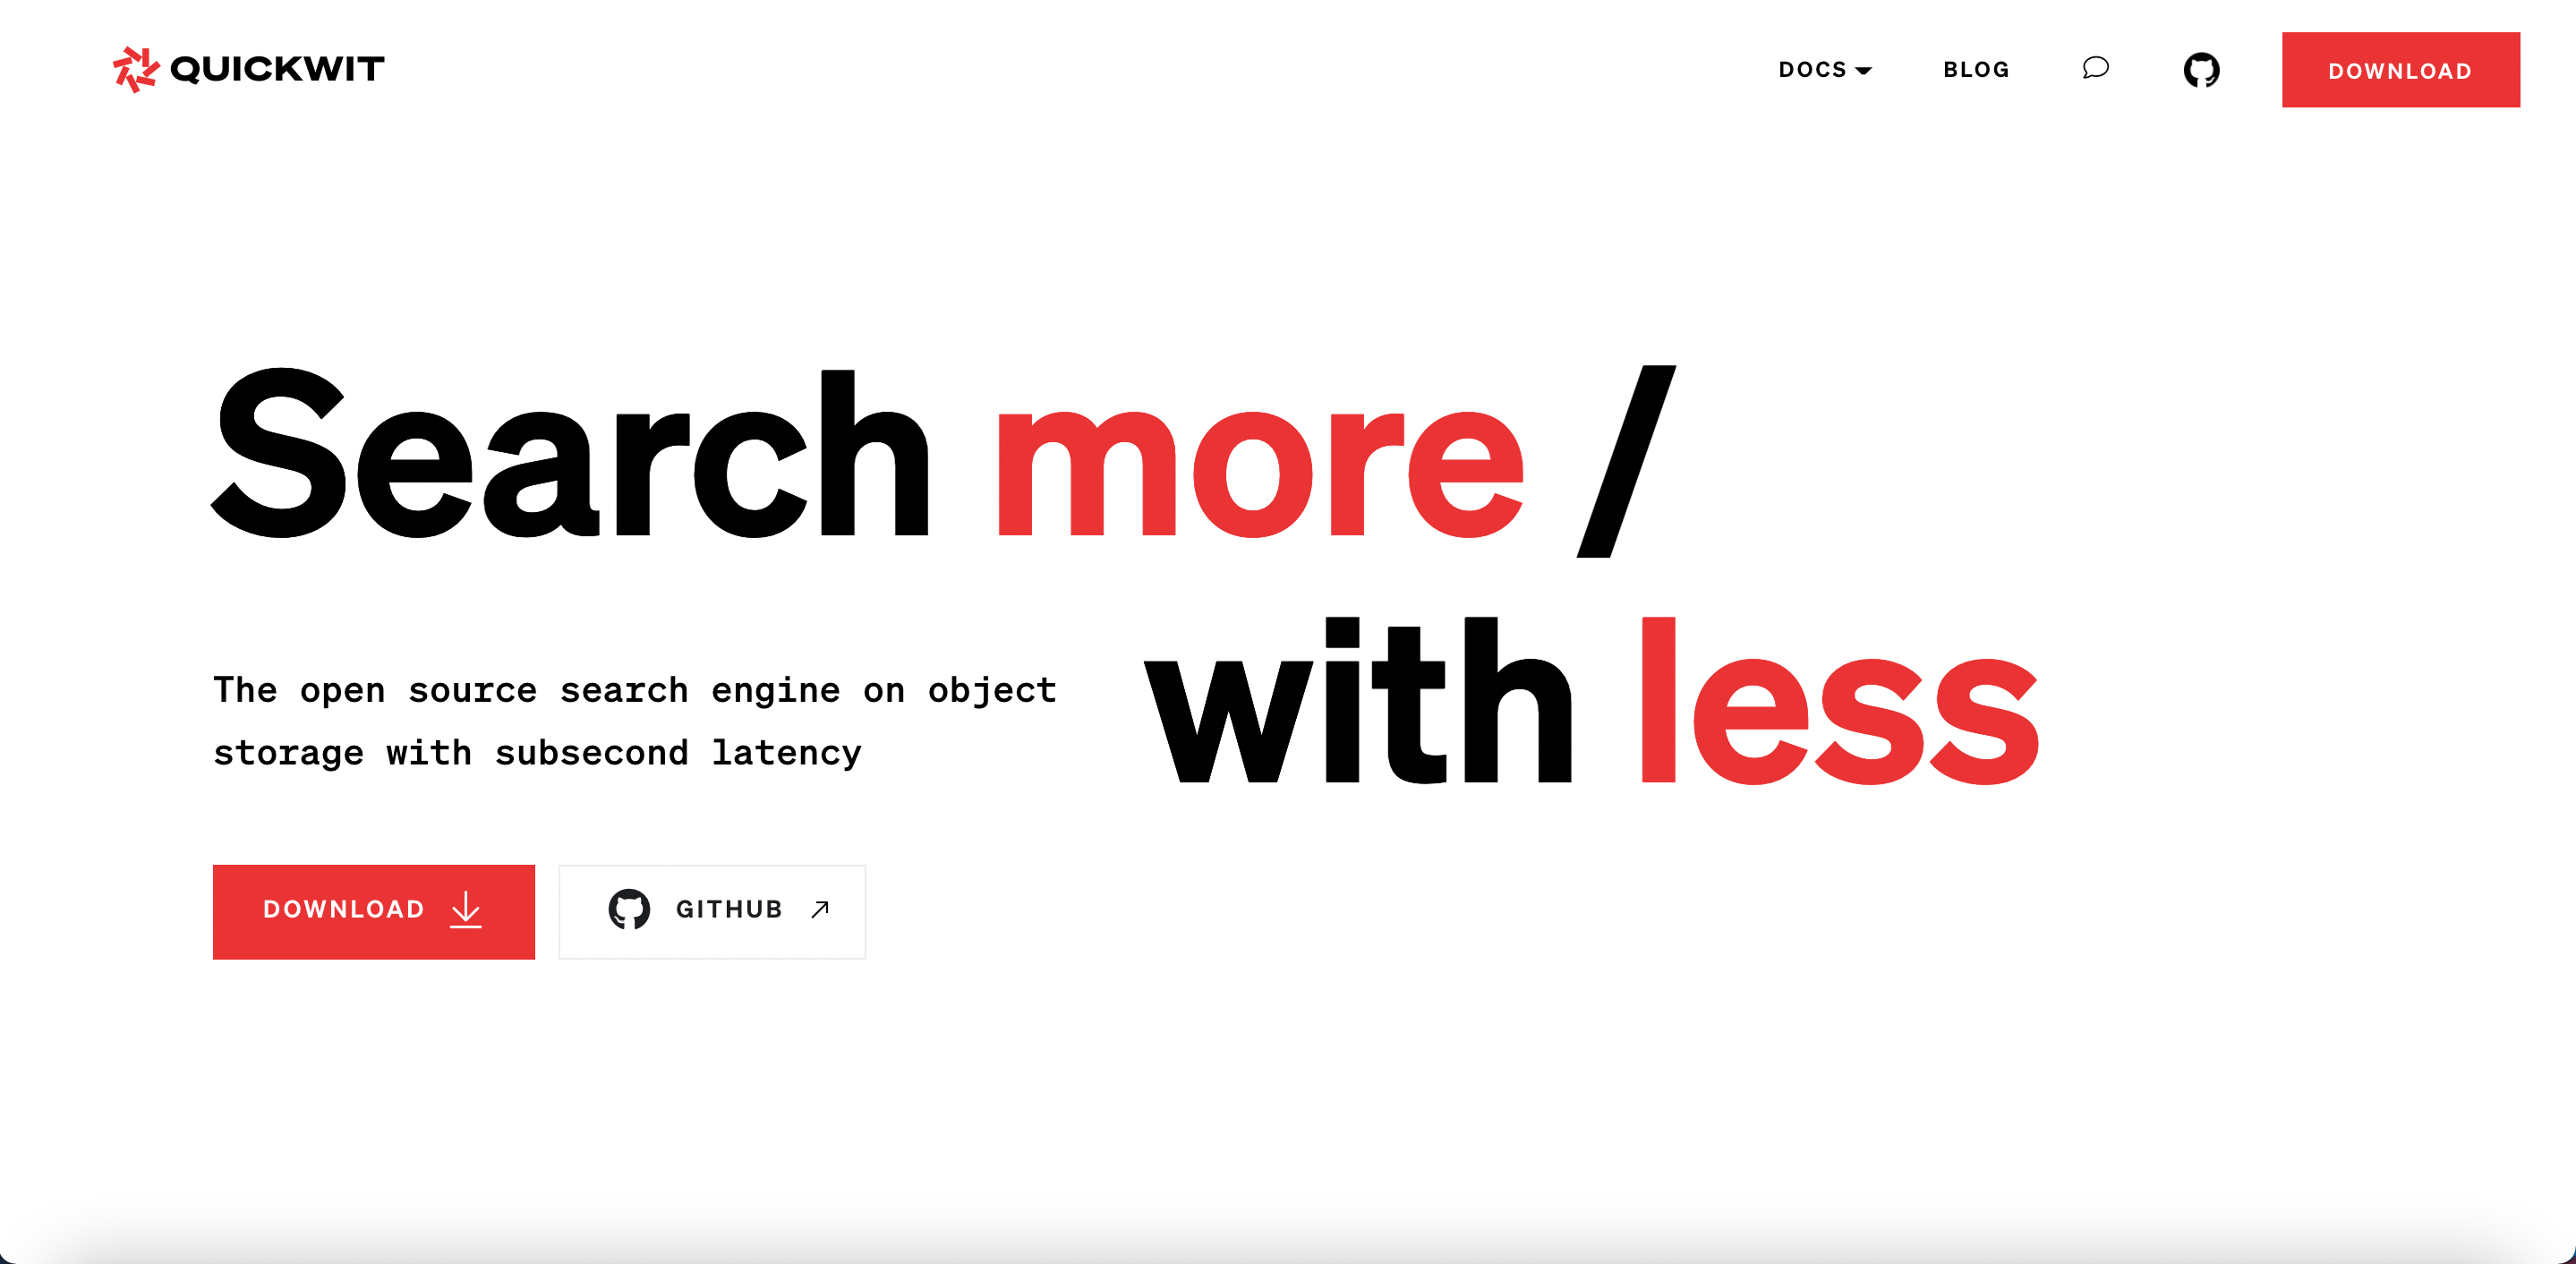 QUICKWIT
DOCS
BLOG
DOWNLOAD
Search more /
with less
The open source search engine on object
storage with subsecond latency
DOWNLOAD
GITHUB